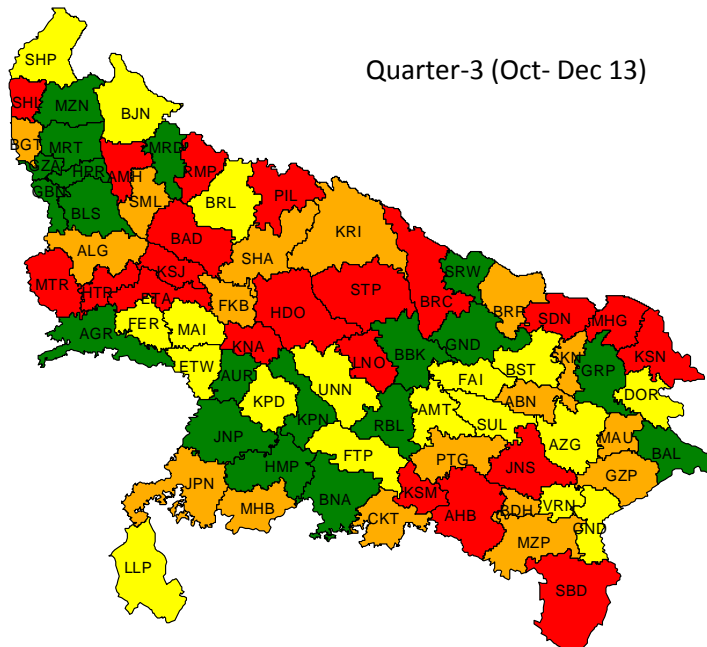 Quarter-3 (Oct- Dec 13)
SHP
SHI
MZN
BJN
BGT
MRT
MRD
GZA
HPR
AMH
RMP
GBN
BLS
SML
BRL
PIL
BAD
KRI
ALG
SHA
SRW
KSJ
MTR
HTR
ETA
FKB
HDO
STP
BRC
BRP
SDN
MHG
AGR
FER
MAI
KNA
LNO
BBK
GND
SKN
KSN
ETW
AUR
UNN
FAI
BST
GRP
DOR
KPD
KPN
RBL
AMT
SUL
ABN
AZG
MAU
BAL
JNP
FTP
PTG
JNS
HMP
GZP
JPN
MHB
BNA
CKT
KSM
AHB
BDH
VRN
GND
MZP
LLP
SBD